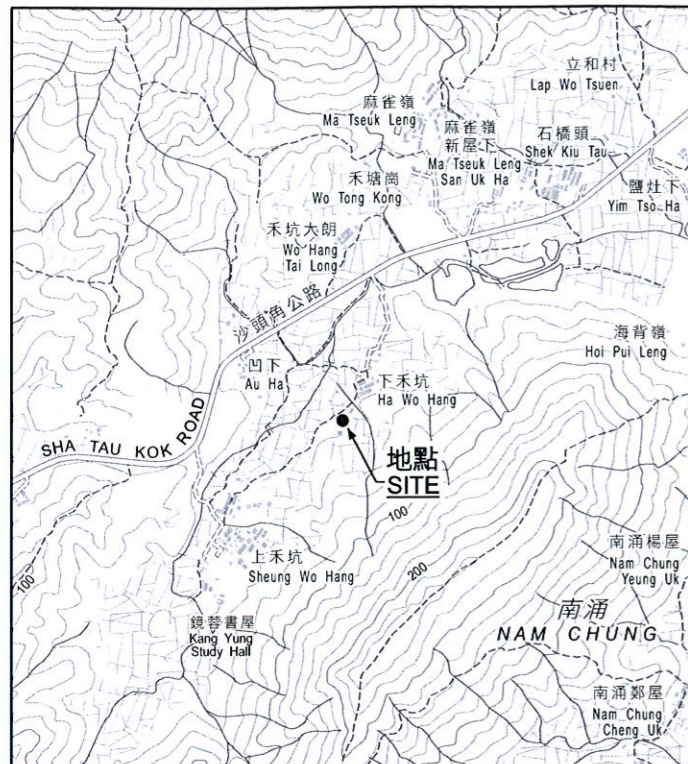 立和村
Lap Wo Tsuen
麻雀嶺
Ma Tseuk Leng
麻雀嶺
新屋下
Ma Tseuk Leng
San Uk Ha
石橋頭
Shek Kiu Tau
禾塘崗
Wo Tong Kong
鹽灶下
Yim Tso Ha
禾坑大朗
Wo Hang
Tai Long
沙頭角公路
海背嶺
Hoi Pui Leng
凹下
Au Ha
下禾坑
Ha Wo Hang
SHA TAU KOK ROAD
地點
SITE
100
200
100
上禾坑
Sheung Wo Hang
南涌楊屋
Nam Chung
Yeung Uk
南涌
NAM CHUNG
鏡蓉書屋
Kang Yung
Study Hall
南涌鄭屋
Nam Chung
Cheng Uk